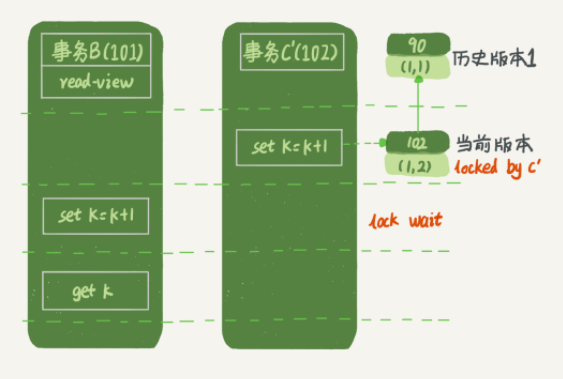 事务B(101)
read-view
事务C'(102)
90
(1,1)
历史版本1
set k=k+1
102
(1,2)
当前版本
locked by c'
set k=k+1
lock wait
get k